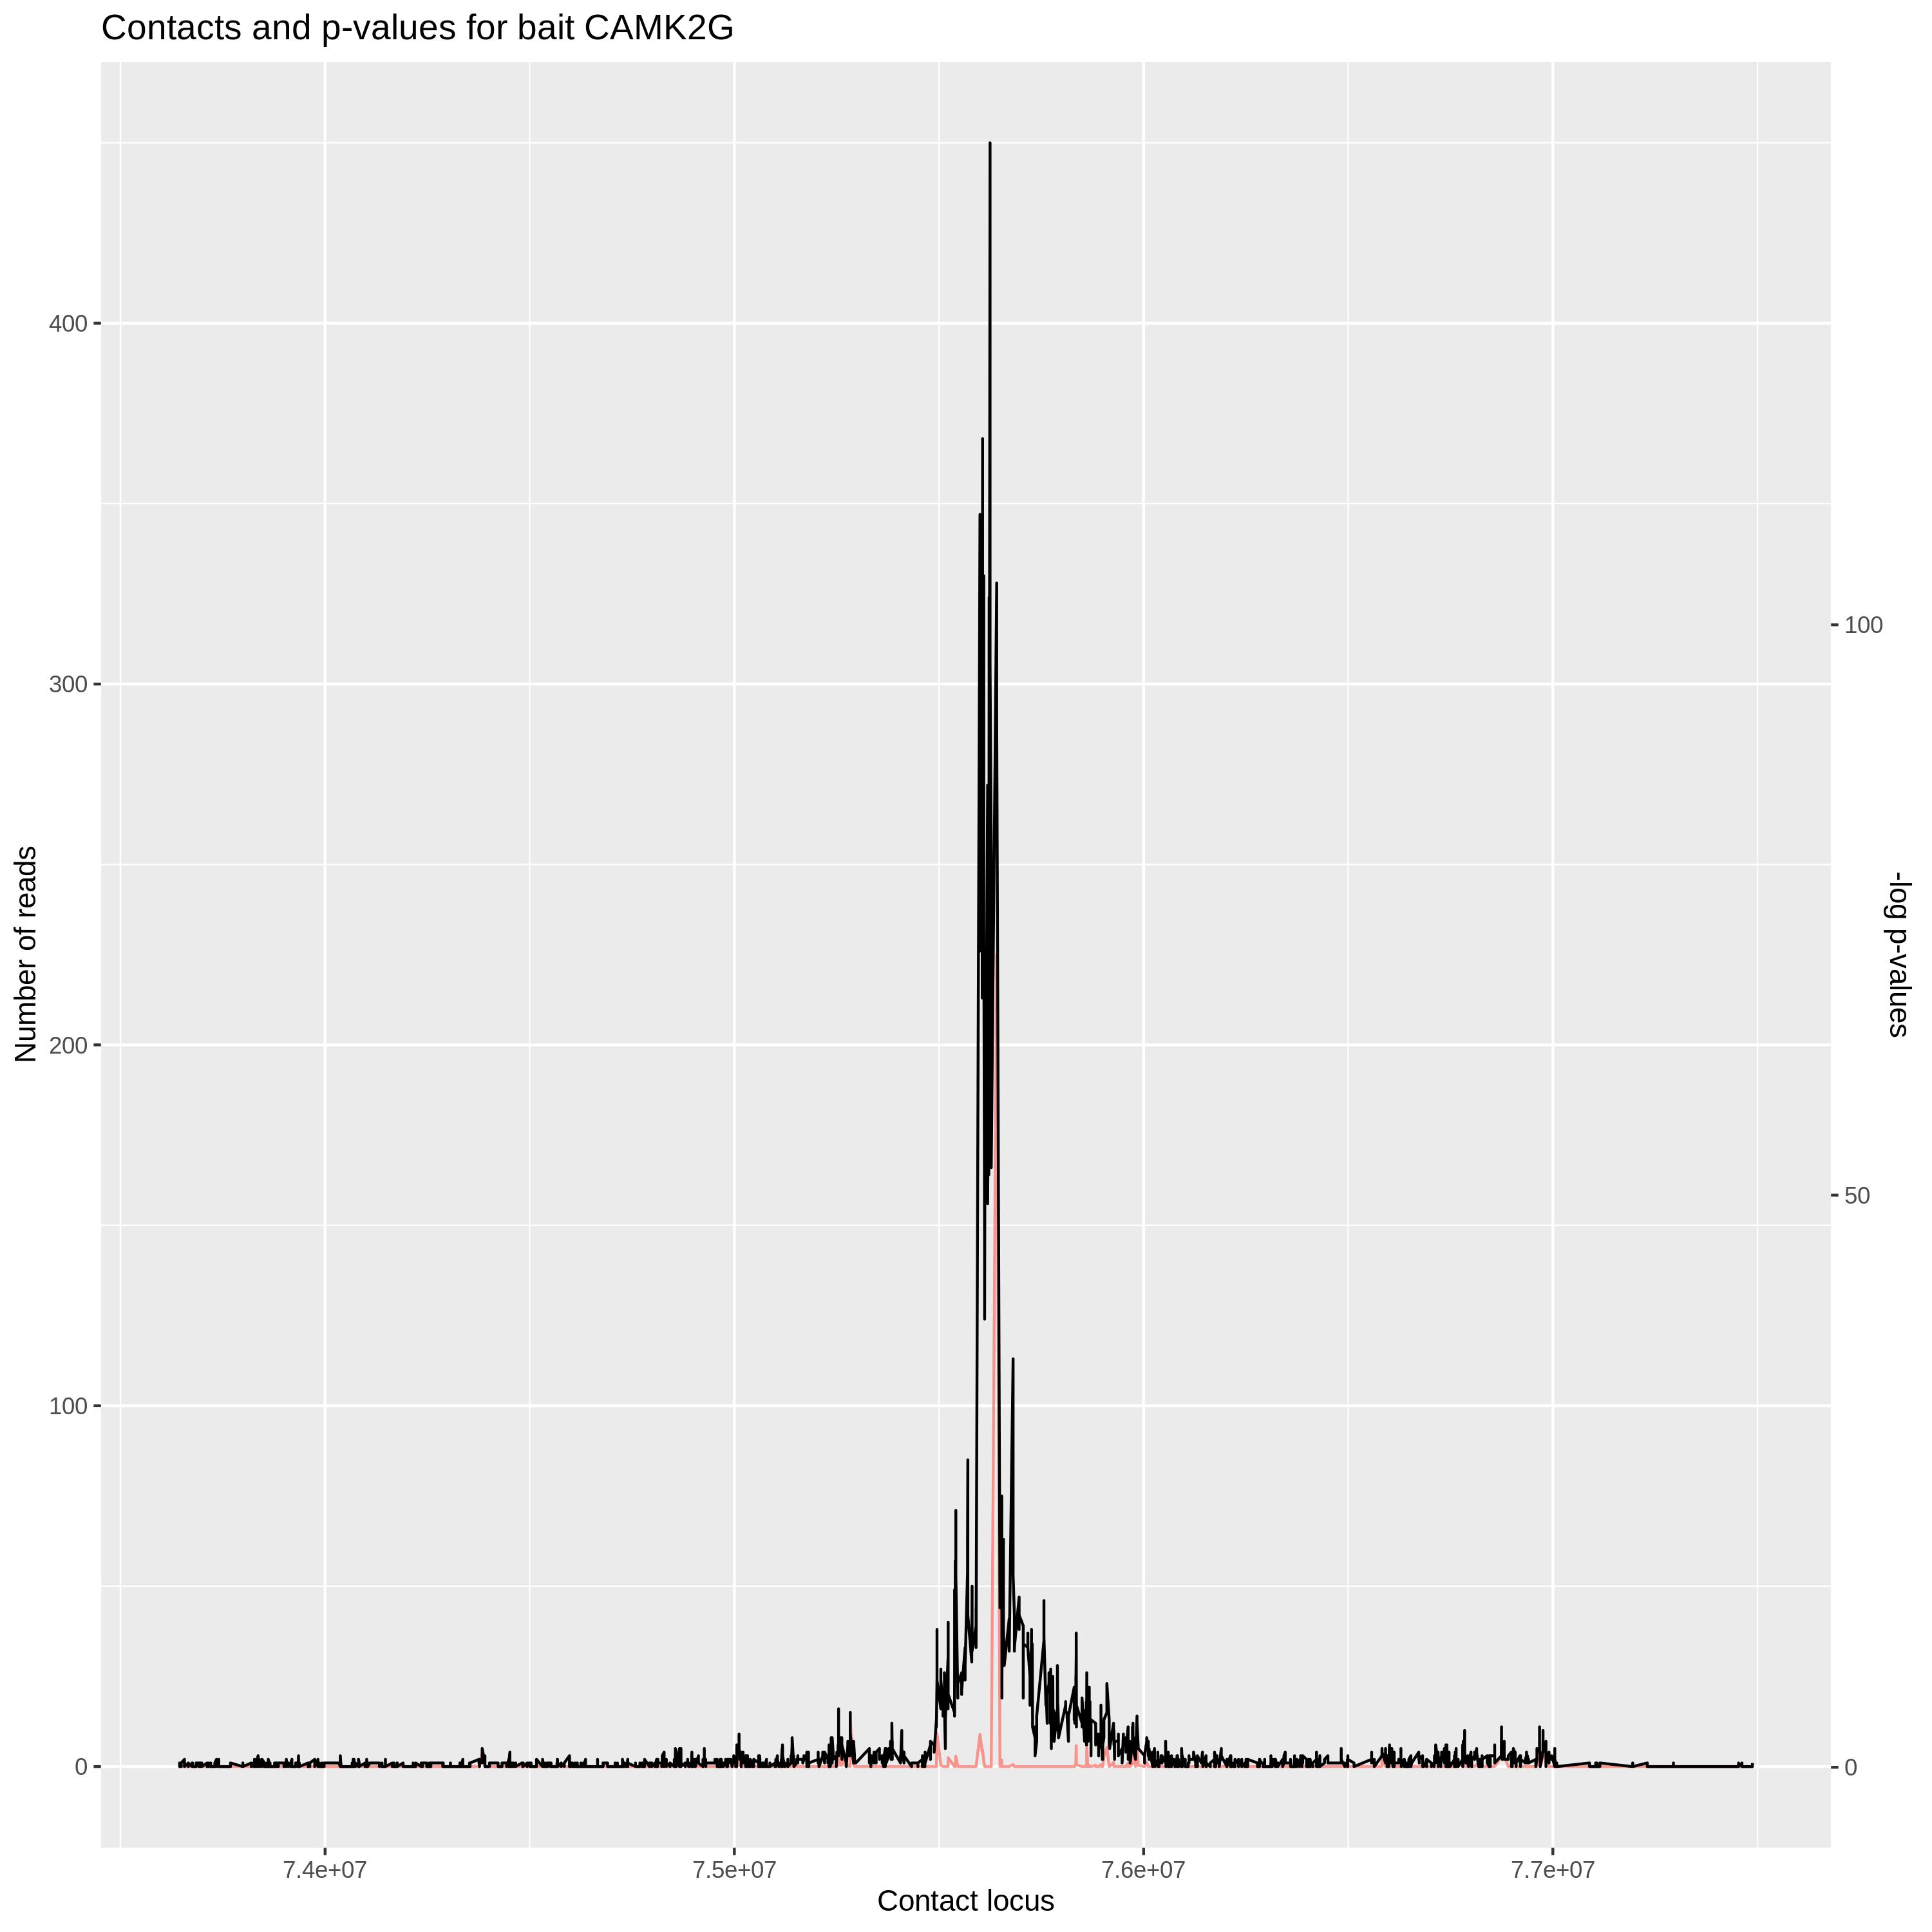 Contacts and p-values for bait CAMK2G
Number of reads
400
300
200
100
0
100
50
0
-log p-values
7.4e+07
7.5e+07
7.6e+07
7.7e+07
Contact locus